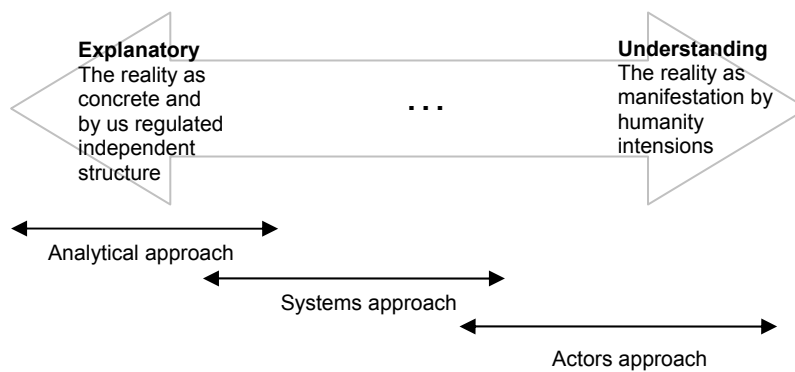 Explanatory
The reality as
concrete and
by us regulated
independent
structure
...
Understanding
The reality as
manifestation by
humanity
intensions
Analytical approach
Systems approach
Actors approach